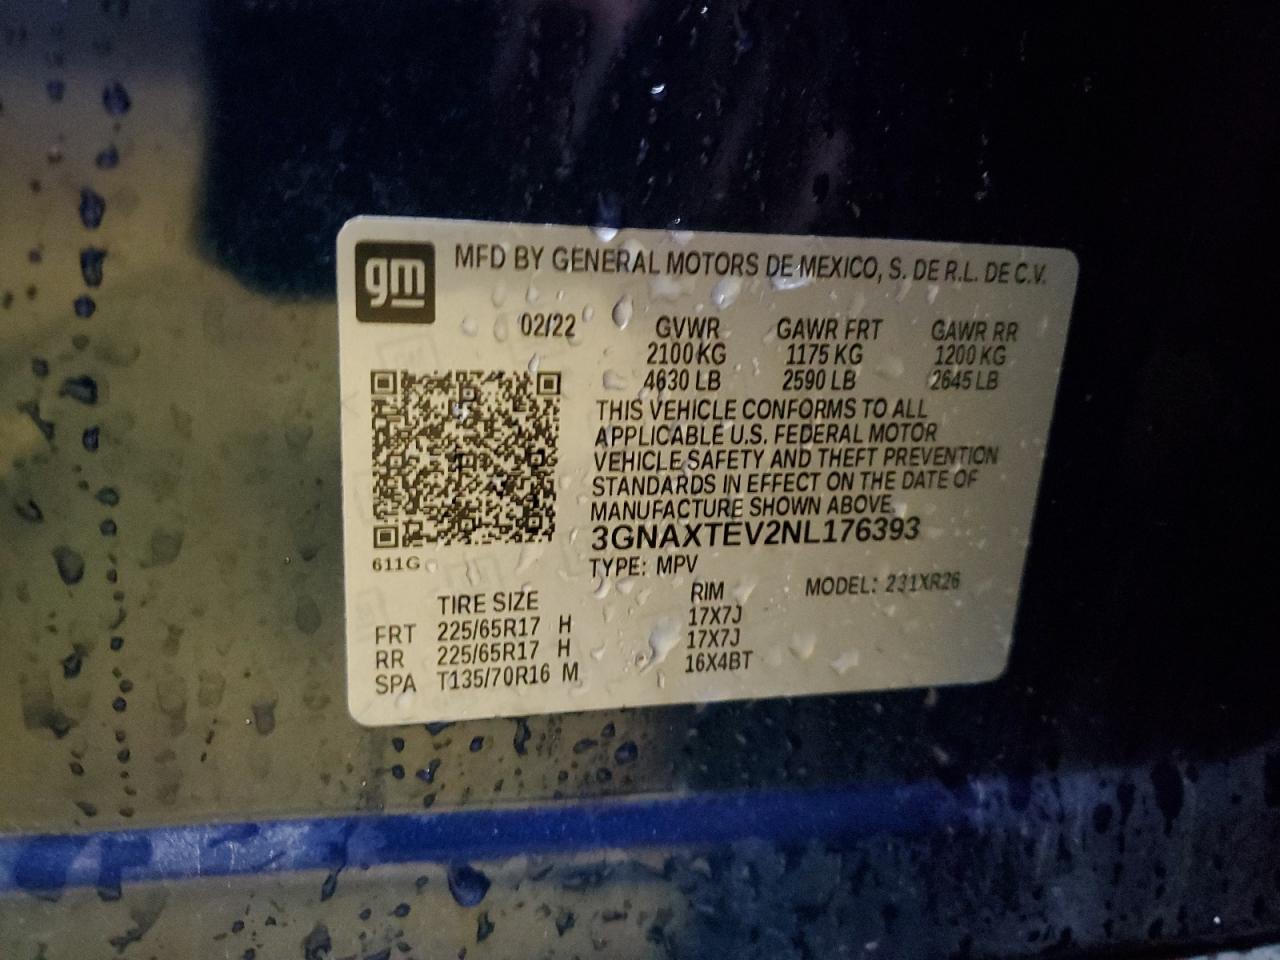 gm
MFD BY GENERAL MOTORS DE MEXICO, S. DE R.L. DE C.V.
02/22 GVWR GAWR FRT GAWR RR
2100 KG 1175 KG 1200 KG
4630 LB 2590 LB 2645 LB
THIS VEHICLE CONFORMS TO ALL
APPLICABLE U.S. FEDERAL MOTOR
VEHICLE SAFETY AND THEFT PREVENTION
STANDARDS IN EFFECT ON THE DATE OF
MANUFACTURE SHOWN ABOVE.
3GNAXTEV2NL176393
611G TYPE: MPV
TIRE SIZE RIM MODEL: 231XR26
FRT 225/65R17 H 17X7J
RR 225/65R17 H 17X7J
SPA T135/70R16 M 16X4BT